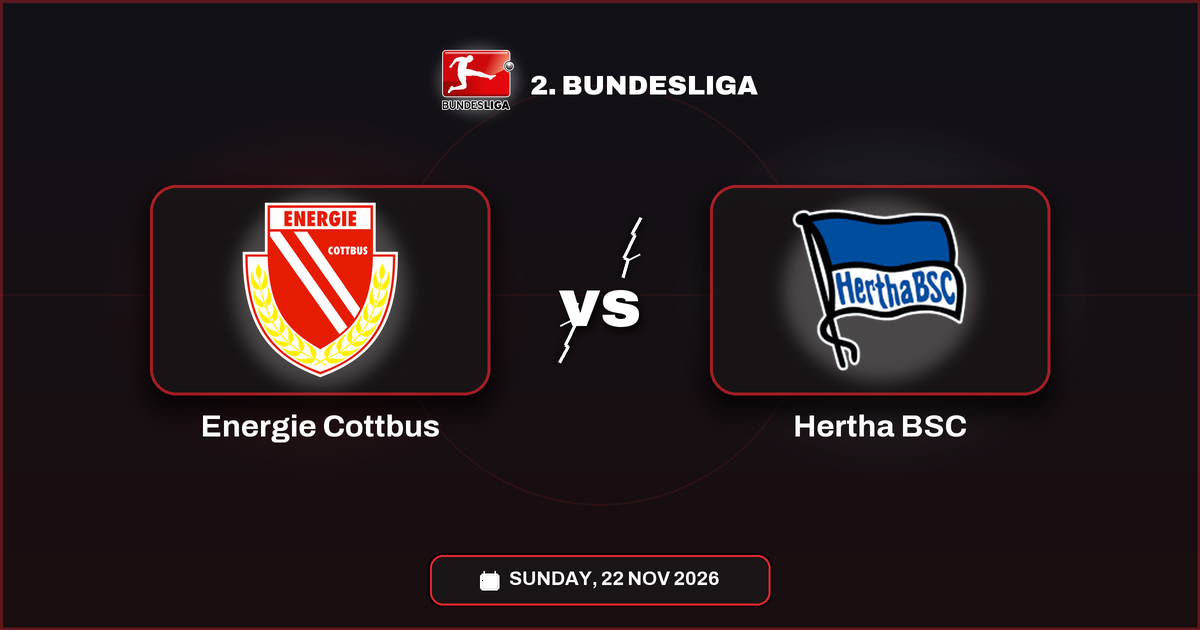 BUNDESLIGA
2. BUNDESLIGA
ENERGIE
COTTBUS
vs
HerthaBSC
Energie Cottbus
Hertha BSC
SUNDAY, 22 NOV 2026